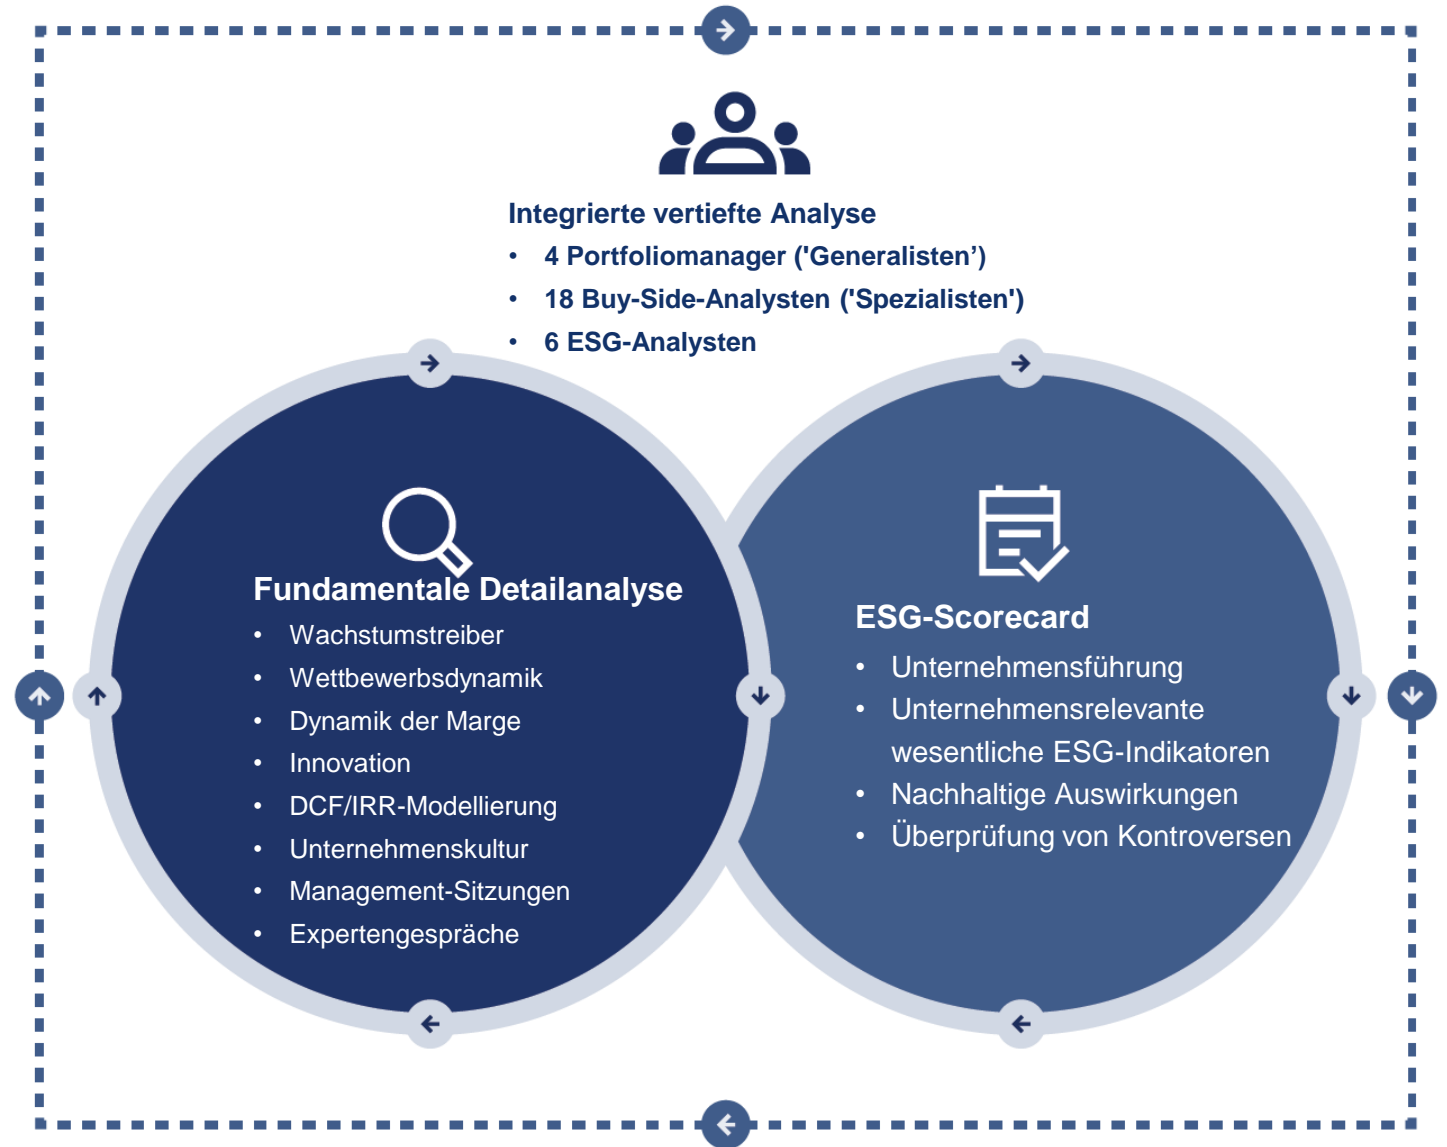 Integrierte vertiefte Analyse
• 4 Portfoliomanager ('Generalisten’)
• 18 Buy-Side-Analysten ('Spezialisten')
• 6 ESG-Analysten
Fundamentale Detailanalyse
• Wachstumstreiber
• Wettbewerbsdynamik
• Dynamik der Marge
• Innovation
• DCF/IRR-Modellierung
• Unternehmenskultur
• Management-Sitzungen
• Expertengespräche
ESG-Scorecard
• Unternehmensführung
• Unternehmensrelevante
wesentliche ESG-Indikatoren
• Nachhaltige Auswirkungen
• Überprüfung von Kontroversen